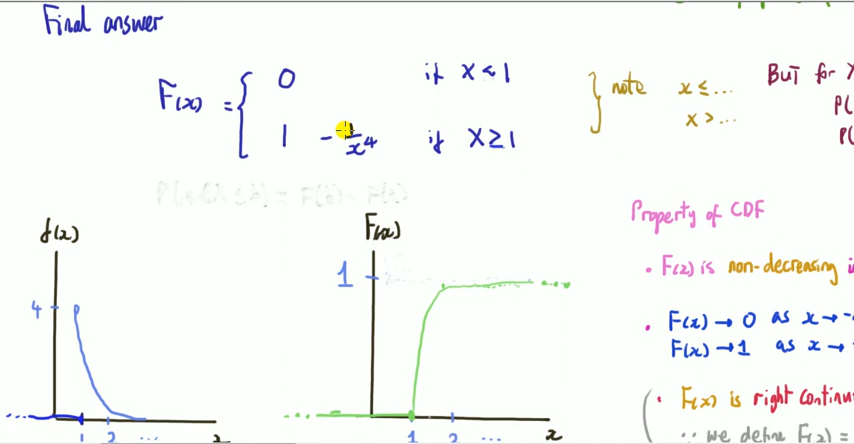 Final answer
F(x) = { 0 if x < 1
1 - 1/x⁴ if x ≥ 1
} note x ≤ ...
x > ...
But for X
P(
P(
P(a<X≤b) = F(b) - F(a)
f(x)
4
1 2 ...
x
F(x)
1
1 2 ...
x
Property of CDF
• F(x) is non-decreasing i
• F(x) → 0 as x → -
F(x) → 1 as x →
• F(x) is right continu
∵ we define F(x) =